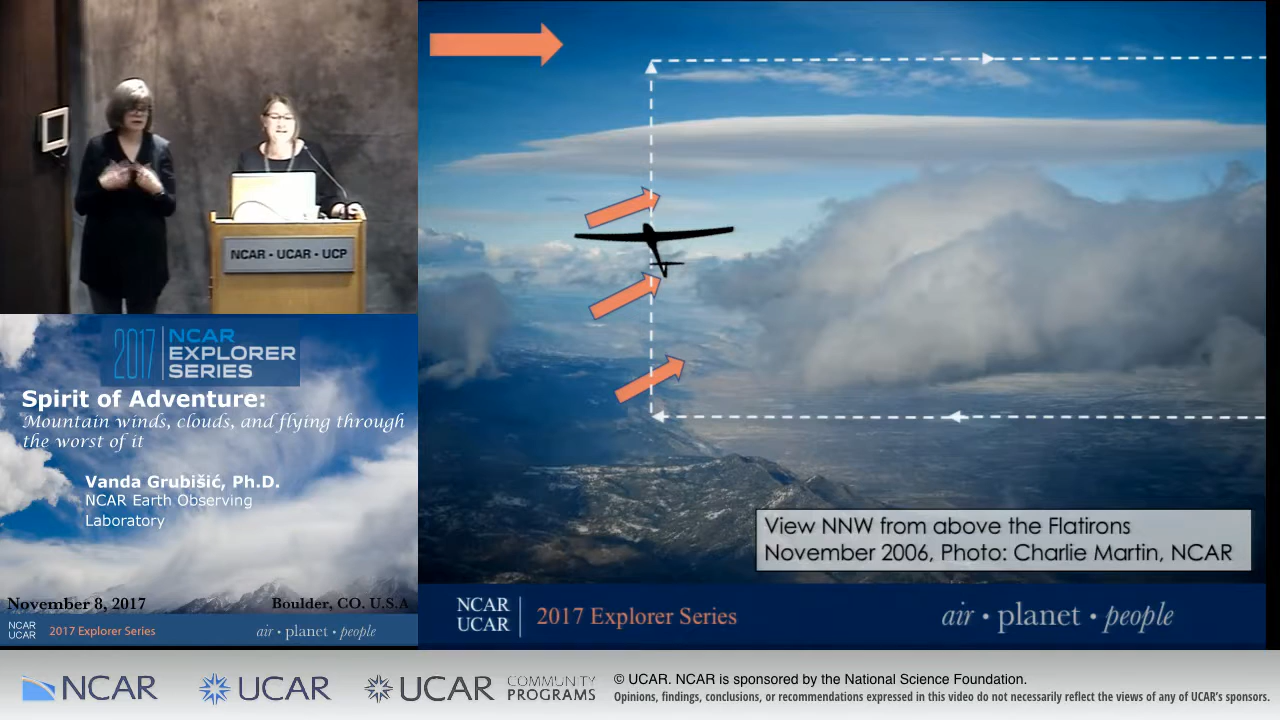 NCAR • UCAR • UCP
2017
NCAR
EXPLORER
SERIES
Spirit of Adventure:
Mountain winds, clouds, and flying through
the worst of it
Vanda Grubišić, Ph.D.
NCAR Earth Observing
Laboratory
November 8, 2017
Boulder, CO. U.S.A
NCAR
UCAR
2017 Explorer Series
air • planet • people
View NNW from above the Flatirons
November 2006, Photo: Charlie Martin, NCAR
NCAR
UCAR
2017 Explorer Series
air • planet • people
NCAR
UCAR
UCAR
COMMUNITY
PROGRAMS
© UCAR. NCAR is sponsored by the National Science Foundation.
Opinions, findings, conclusions, or recommendations expressed in this video do not necessarily reflect the views of any of UCAR's sponsors.